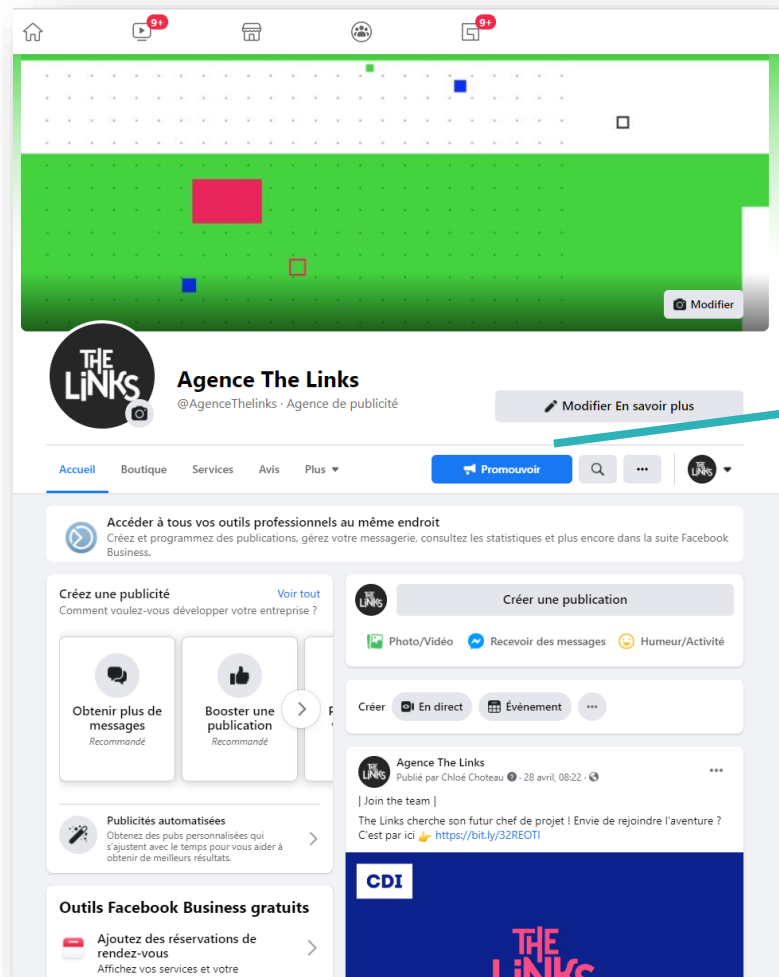 9+
9+
Modifier
THE
LiNKS
Agence The Links
@AgenceThelinks · Agence de publicité
Modifier En savoir plus
Accueil
Boutique
Services
Avis
Plus
Promouvoir
THE
LiNKS
Accéder à tous vos outils professionnels au même endroit
Créez et programmez des publications, gérez votre messagerie, consultez les statistiques et plus encore dans la suite Facebook
Business.
Créez une publicité
Voir tout
Comment voulez-vous développer votre entreprise ?
Obtenir plus de
messages
Recommandé
Booster une
publication
Recommandé
Publicités automatisées
Obtenez des pubs personnalisées qui
s'ajustent avec le temps pour vous aider à
obtenir de meilleurs résultats.
Outils Facebook Business gratuits
Ajoutez des réservations de
rendez-vous
Affichez vos services et votre
THE
LiNKS
Créer une publication
Photo/Vidéo
Recevoir des messages
Humeur/Activité
Créer
En direct
Évènement
THE
LiNKS
Agence The Links
Publié par Chloé Choteau · 28 avril, 08:22 ·
| Join the team |
The Links cherche son futur chef de projet ! Envie de rejoindre l'aventure ?
C'est par ici 👉 https://bit.ly/32REOTI
CDI
THE
LiNKS